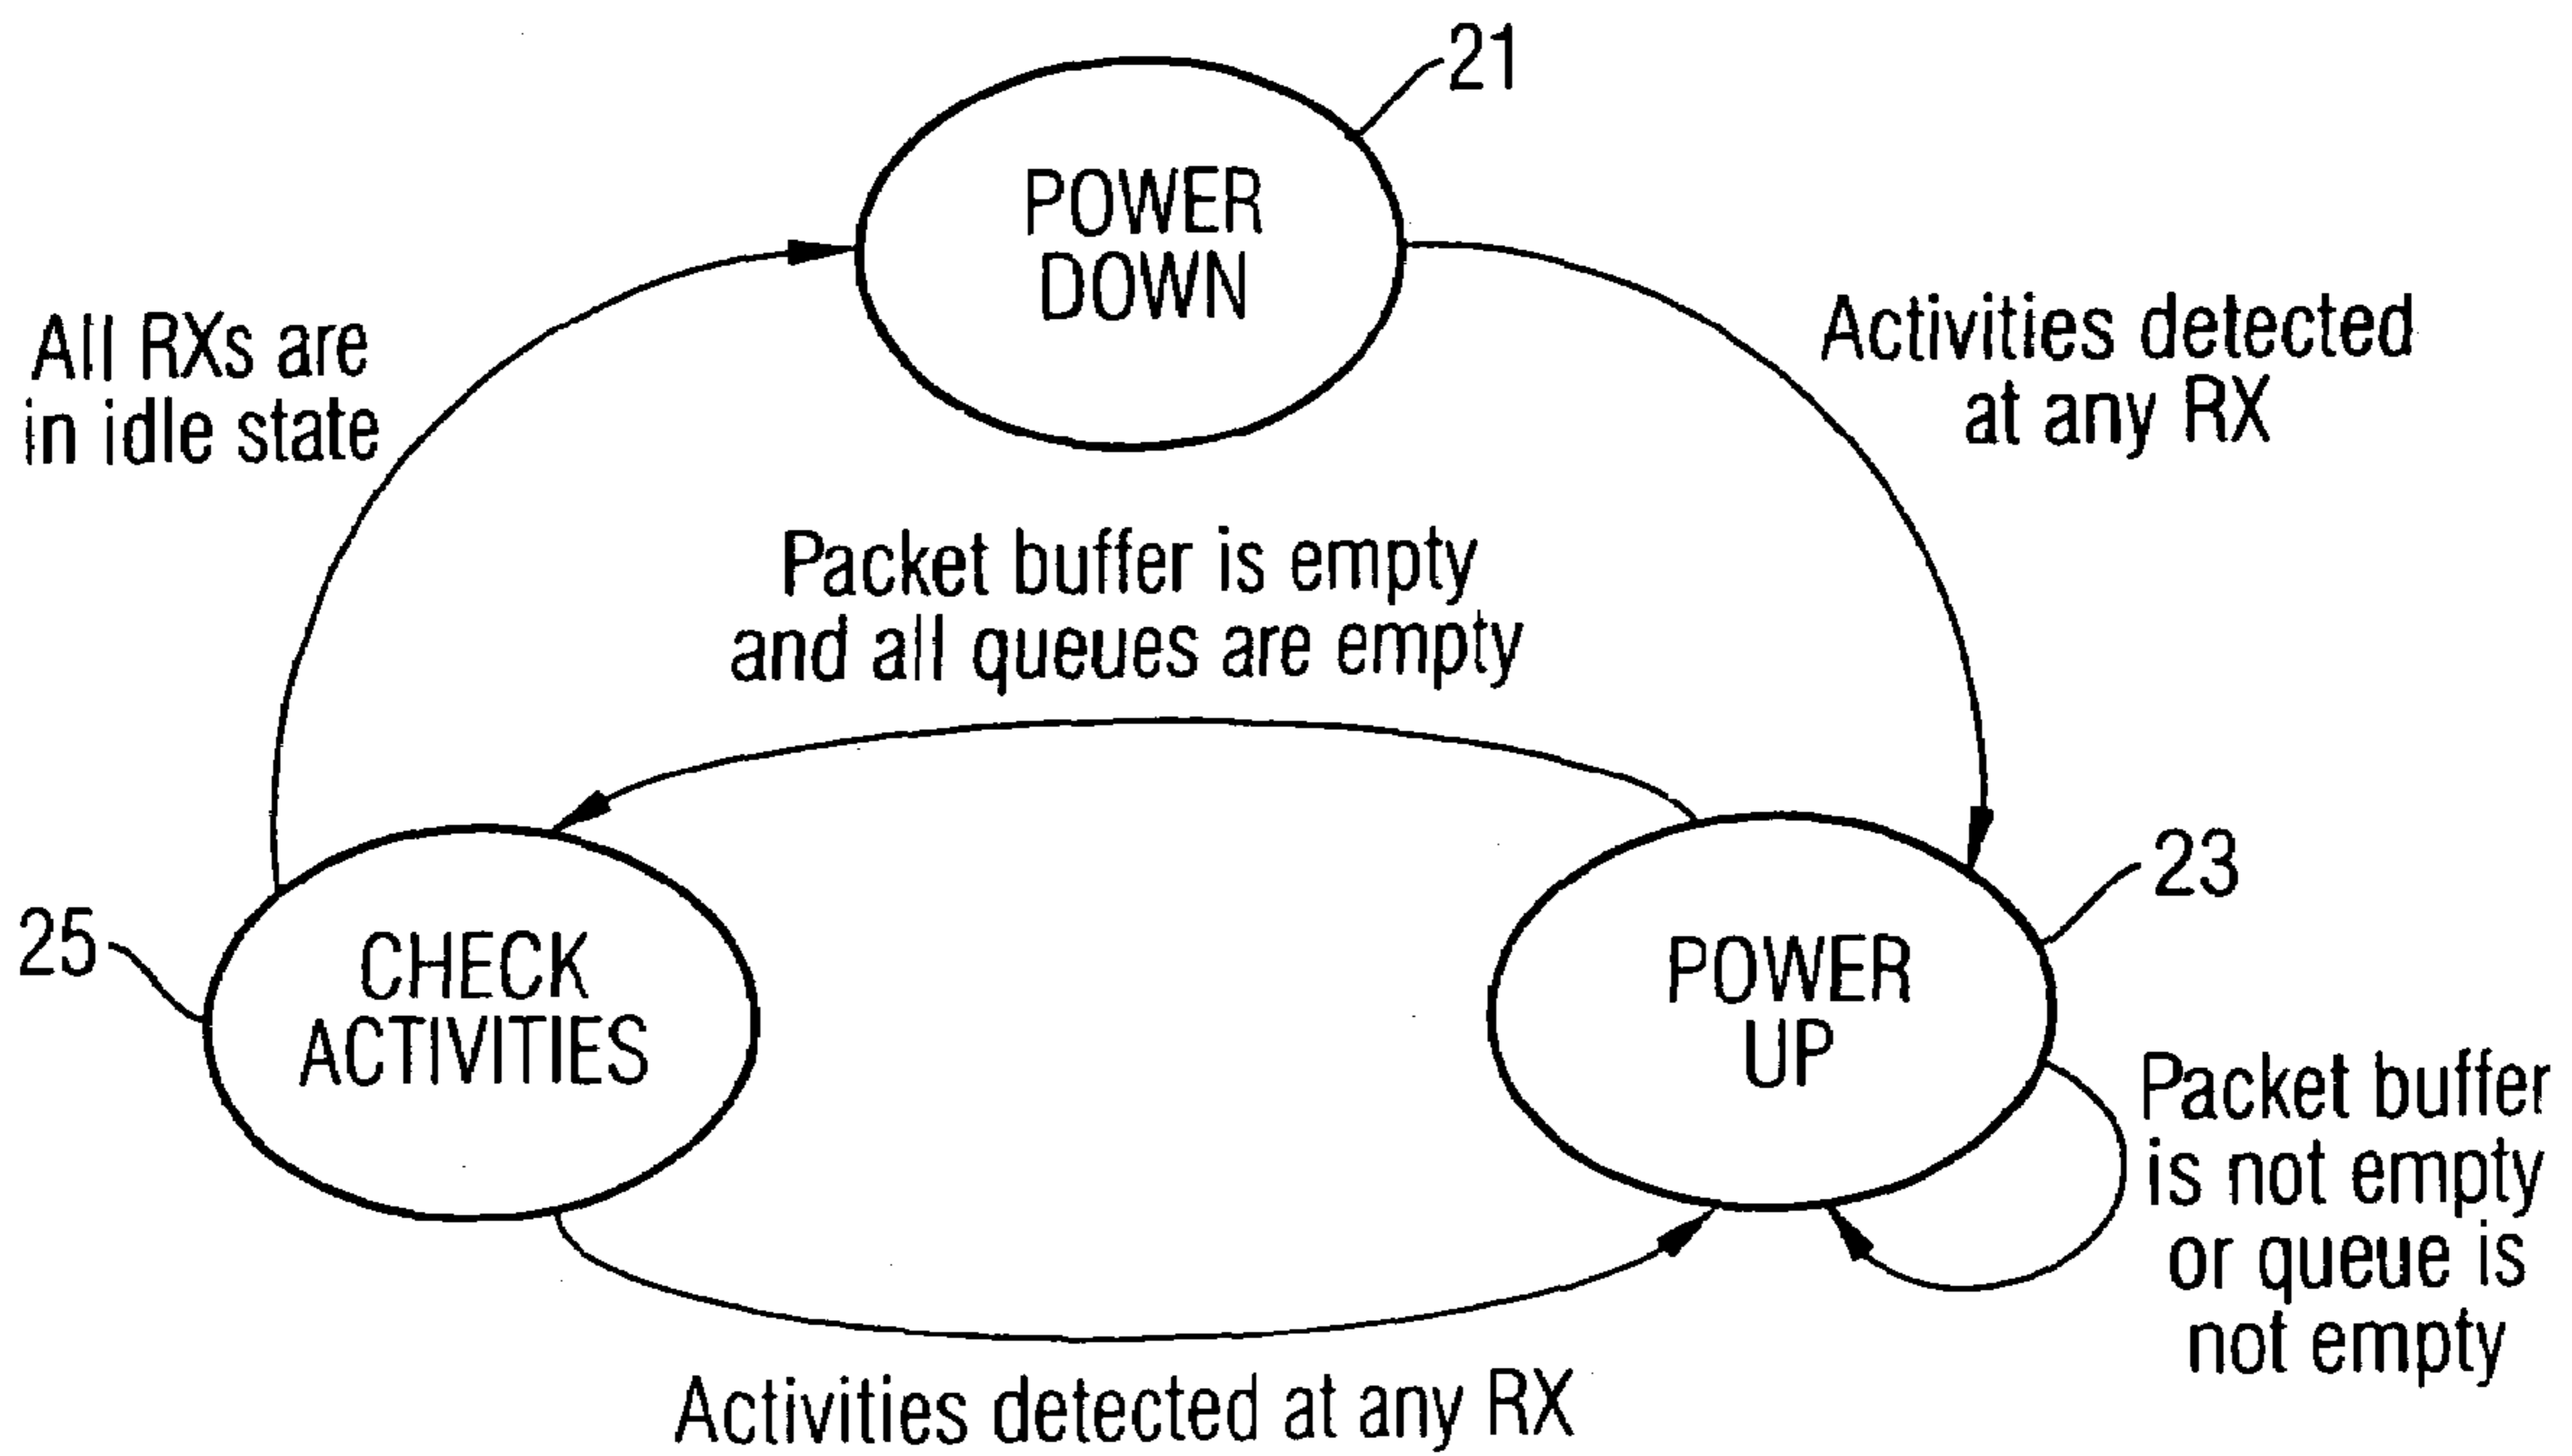 21
POWER
DOWN
All RXs are
in idle state
Activities detected
at any RX
Packet buffer is empty
and all queues are empty
23
25
CHECK
ACTIVITIES
POWER
UP
Packet buffer
is not empty
or queue is
not empty
Activities detected at any RX